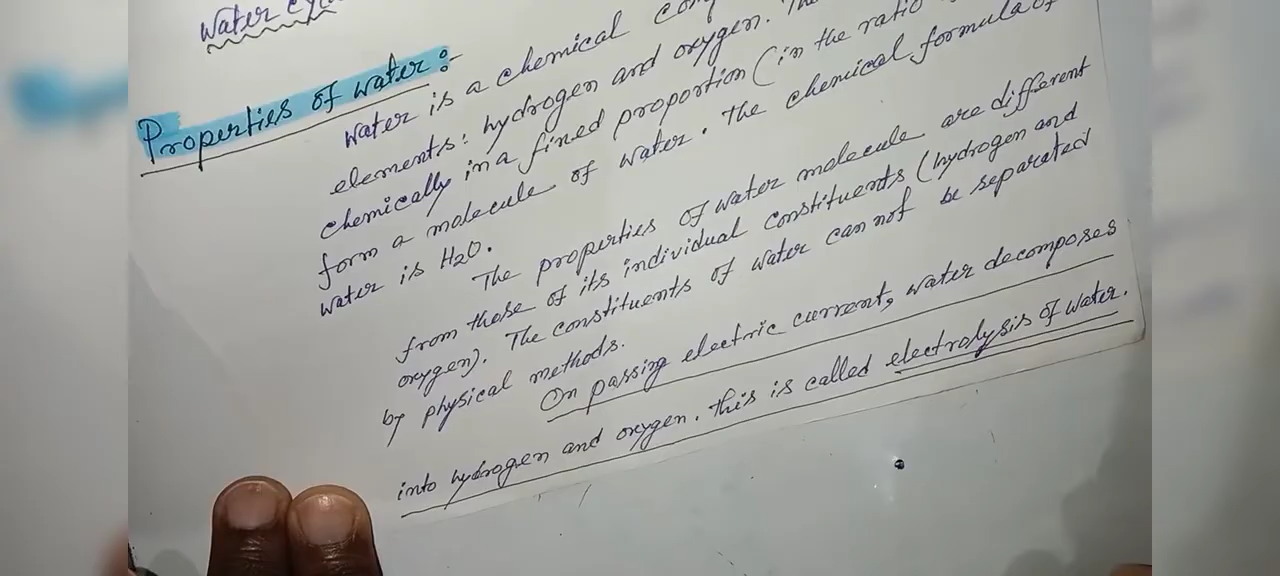 Water
Properties of water :-
Water is a chemical
elements: hydrogen and oxygen. The
chemically in a fined proportion (in the ratio
form a molecule of water. The chemical formula of
water is H2O.
The properties of water molecule are different
from those of its individual constituents (hydrogen and
oxygen). The constituents of water can not be separated
by physical methods.
On passing electric current, water decomposes
into hydrogen and oxygen. This is called electrolysis of water.